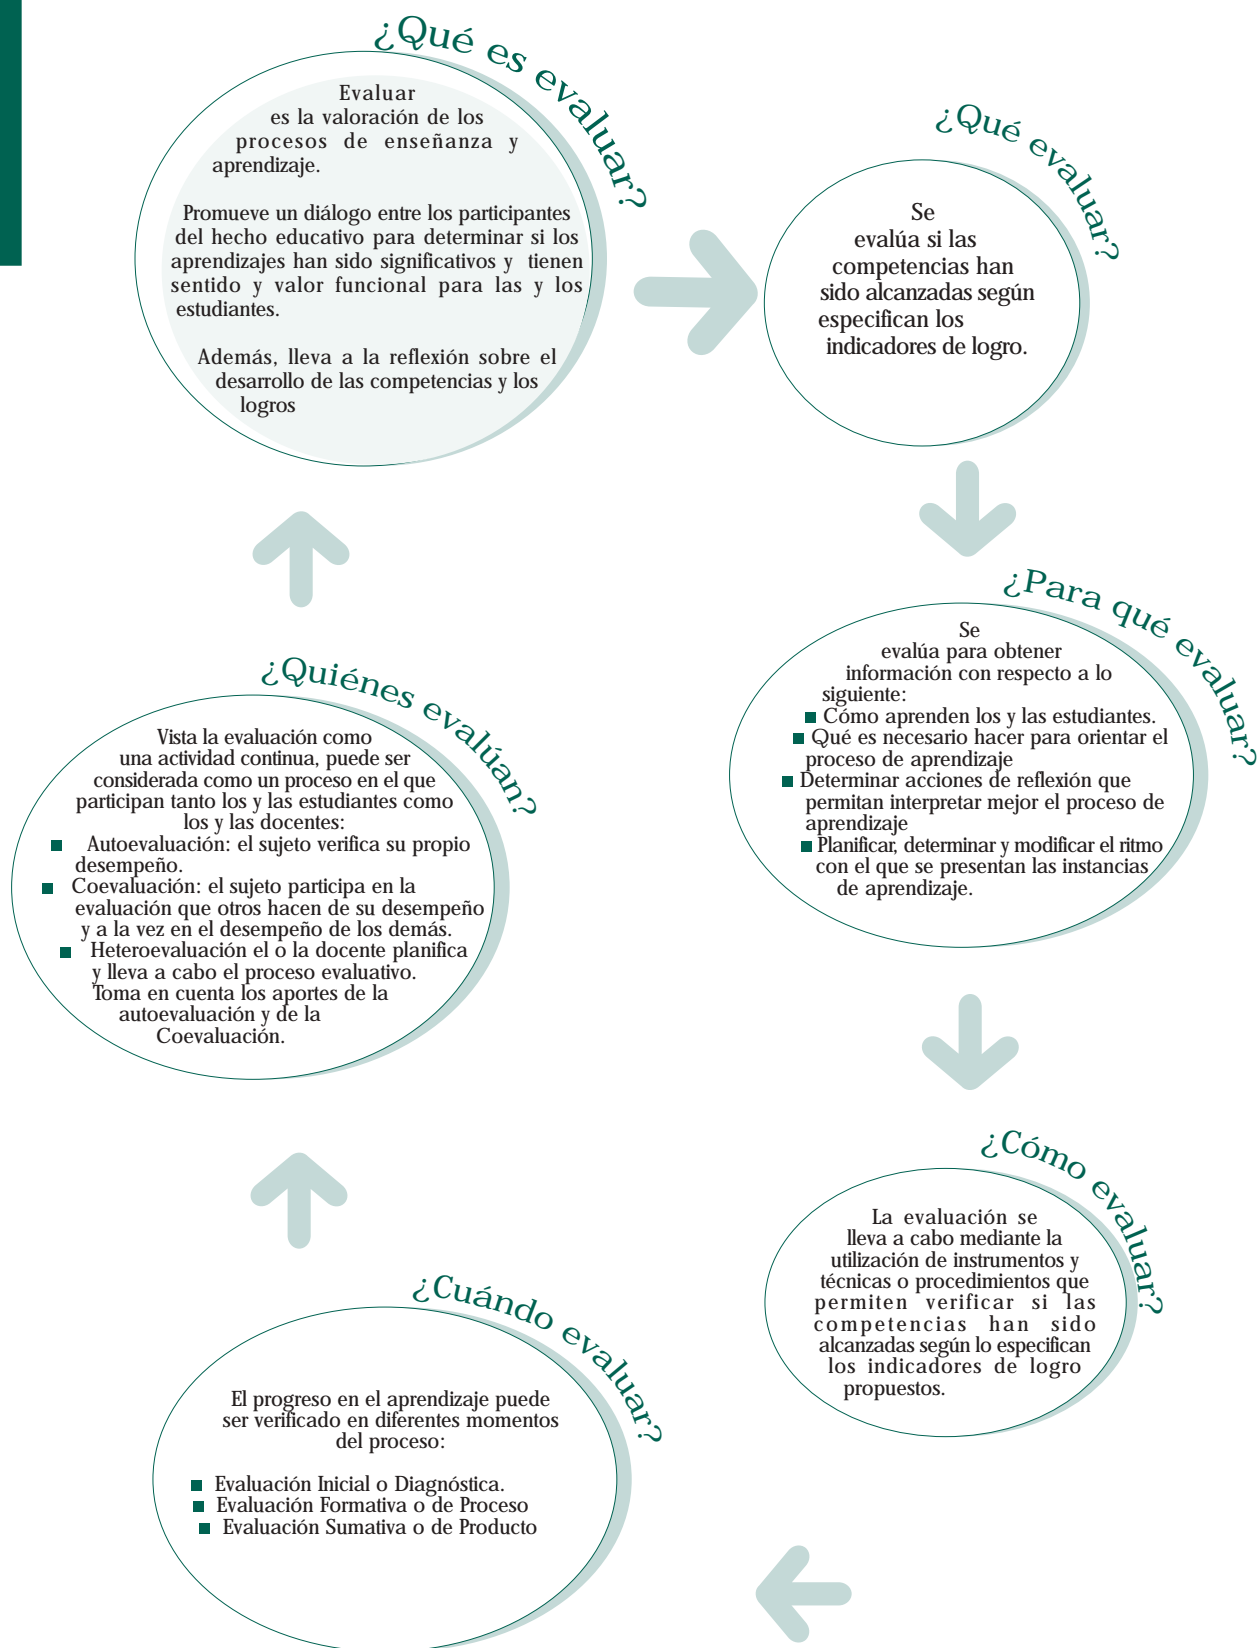 ¿Qué es evaluar?
Evaluar
es la valoración de los
procesos de enseñanza y
aprendizaje.
Promueve un diálogo entre los participantes
del hecho educativo para determinar si los
aprendizajes han sido significativos y tienen
sentido y valor funcional para las y los
estudiantes.
Además, lleva a la reflexión sobre el
desarrollo de las competencias y los
logros
¿Qué evaluar?
Se
evalúa si las
competencias han
sido alcanzadas según
especifican los
indicadores de logro.
¿Para qué evaluar?
Se
evalúa para obtener
información con respecto a lo
siguiente:
Cómo aprenden los y las estudiantes.
Qué es necesario hacer para orientar el
proceso de aprendizaje
Determinar acciones de reflexión que
permitan interpretar mejor el proceso de
aprendizaje
Planificar, determinar y modificar el ritmo
con el que se presentan las instancias
de aprendizaje.
¿Cómo evaluar?
La evaluación se
lleva a cabo mediante la
utilización de instrumentos y
técnicas o procedimientos que
permiten verificar si las
competencias han sido
alcanzadas según lo especifican
los indicadores de logro
propuestos.
¿Cuándo evaluar?
El progreso en el aprendizaje puede
ser verificado en diferentes momentos
del proceso:
Evaluación Inicial o Diagnóstica.
Evaluación Formativa o de Proceso
Evaluación Sumativa o de Producto
¿Quiénes evalúan?
Vista la evaluación como
una actividad continua, puede ser
considerada como un proceso en el que
participan tanto los y las estudiantes como
los y las docentes:
Autoevaluación: el sujeto verifica su propio
desempeño.
Coevaluación: el sujeto participa en la
evaluación que otros hacen de su desempeño
y a la vez en el desempeño de los demás.
Heteroevaluación el o la docente planifica
y lleva a cabo el proceso evaluativo.
Toma en cuenta los aportes de la
autoevaluación y de la
Coevaluación.